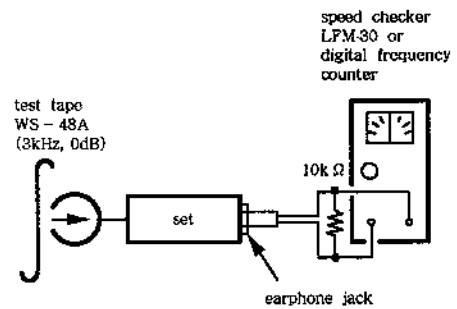 speed checker
LFM-30 or
digital frequency
counter
test tape
WS - 48A
(3kHz, 0dB)
10k Ω
set
earphone jack